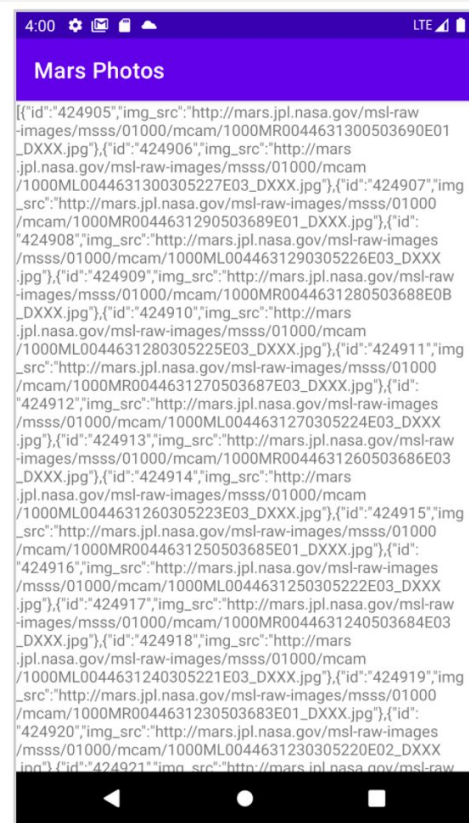 4:00
LTE
Mars Photos
[{"id":"424905","img_src":"http://mars.jpl.nasa.gov/msl-raw
-images/msss/01000/mcam/1000MR0044631300503690E01
_DXXX.jpg"},{"id":"424906","img_src":"http://mars
.jpl.nasa.gov/msl-raw-images/msss/01000/mcam
/1000ML0044631300305227E03_DXXX.jpg"},{"id":"424907","img
_src":"http://mars.jpl.nasa.gov/msl-raw-images/msss/01000
/mcam/1000MR0044631290503689E01_DXXX.jpg"},{"id":
"424908","img_src":"http://mars.jpl.nasa.gov/msl-raw-images
/msss/01000/mcam/1000ML0044631290305226E03_DXXX
.jpg"},{"id":"424909","img_src":"http://mars.jpl.nasa.gov/msl-raw
-images/msss/01000/mcam/1000MR0044631280503688E0B
_DXXX.jpg"},{"id":"424910","img_src":"http://mars
.jpl.nasa.gov/msl-raw-images/msss/01000/mcam
/1000ML0044631280305225E03_DXXX.jpg"},{"id":"424911","img
_src":"http://mars.jpl.nasa.gov/msl-raw-images/msss/01000
/mcam/1000MR0044631270503687E03_DXXX.jpg"},{"id":
"424912","img_src":"http://mars.jpl.nasa.gov/msl-raw-images
/msss/01000/mcam/1000ML0044631270305224E03_DXXX
.jpg"},{"id":"424913","img_src":"http://mars.jpl.nasa.gov/msl-raw
-images/msss/01000/mcam/1000MR0044631260503686E03
_DXXX.jpg"},{"id":"424914","img_src":"http://mars
.jpl.nasa.gov/msl-raw-images/msss/01000/mcam
/1000ML0044631260305223E03_DXXX.jpg"},{"id":"424915","img
_src":"http://mars.jpl.nasa.gov/msl-raw-images/msss/01000
/mcam/1000MR0044631250503685E01_DXXX.jpg"},{"id":
"424916","img_src":"http://mars.jpl.nasa.gov/msl-raw-images
/msss/01000/mcam/1000ML0044631250305222E03_DXXX
.jpg"},{"id":"424917","img_src":"http://mars.jpl.nasa.gov/msl-raw
-images/msss/01000/mcam/1000MR0044631240503684E03
_DXXX.jpg"},{"id":"424918","img_src":"http://mars
.jpl.nasa.gov/msl-raw-images/msss/01000/mcam
/1000ML0044631240305221E03_DXXX.jpg"},{"id":"424919","img
_src":"http://mars.jpl.nasa.gov/msl-raw-images/msss/01000
/mcam/1000MR0044631230503683E01_DXXX.jpg"},{"id":
"424920","img_src":"http://mars.jpl.nasa.gov/msl-raw-images
/msss/01000/mcam/1000ML0044631230305220E02_DXXX
.jpg"},{"id":"424921","img_src":"http://mars.jpl.nasa.gov/msl-raw